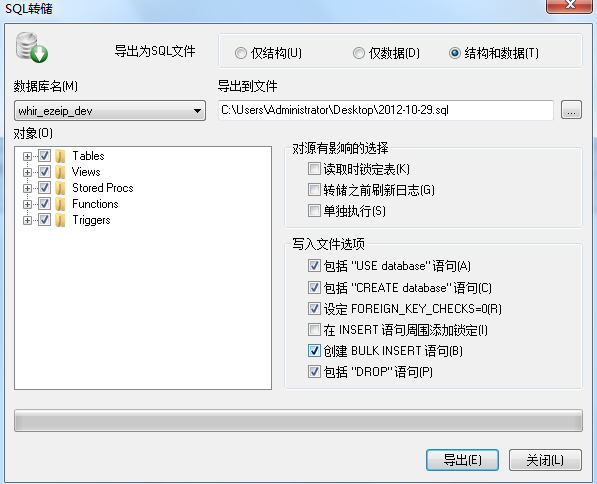 SQL转储
导出为SQL文件
仅结构(U)
仅数据(D)
结构和数据(T)
数据库名(M)
导出到文件
whir_ezeip_dev
C:\Users\Administrator\Desktop\2012-10-29.sql
...
对象(O)
Tables
Views
Stored Procs
Functions
Triggers
对源有影响的选择
读取时锁定表(K)
转储之前刷新日志(G)
单独执行(S)
写入文件选项
包括 "USE database" 语句(A)
包括 "CREATE database" 语句(C)
设定 FOREIGN_KEY_CHECKS=0(R)
在 INSERT 语句周围添加锁定(I)
创建 BULK INSERT 语句(B)
包括 "DROP" 语句(P)
导出(E)
关闭(L)